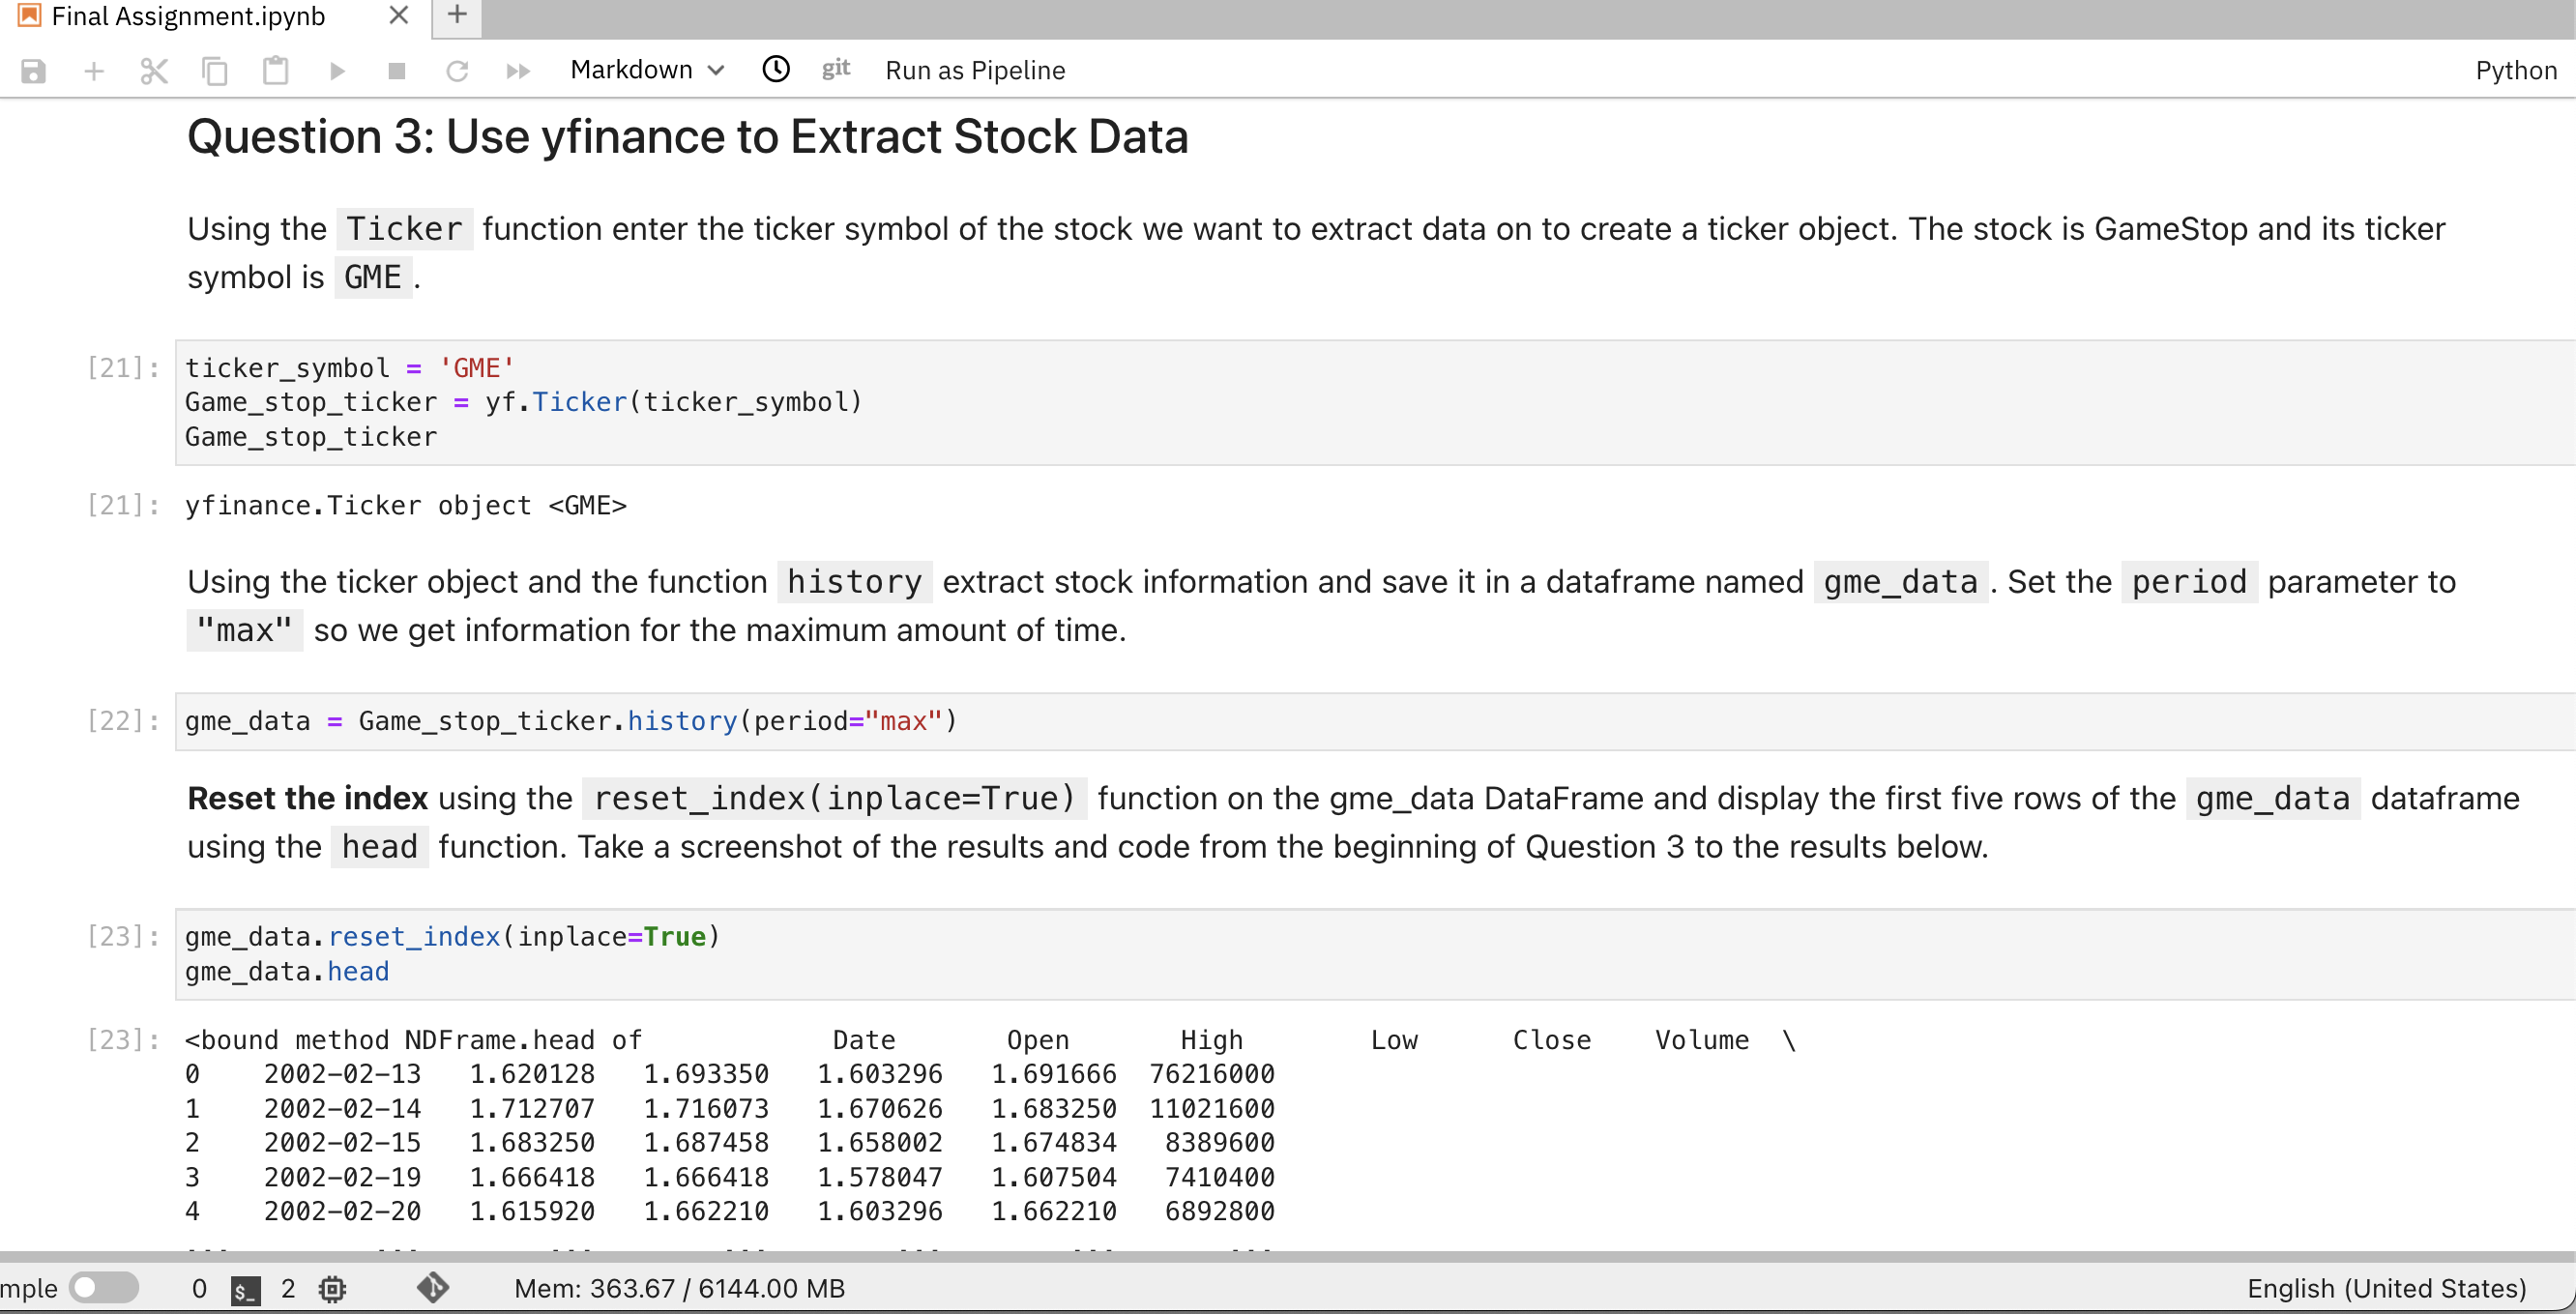 Final Assignment.ipynb
Markdown git Run as Pipeline Python
Question 3: Use yfinance to Extract Stock Data
Using the Ticker function enter the ticker symbol of the stock we want to extract data on to create a ticker object. The stock is GameStop and its ticker
symbol is GME .
[21]: ticker_symbol = 'GME'
Game_stop_ticker = yf.Ticker(ticker_symbol)
Game_stop_ticker
[21]: yfinance.Ticker object <GME>
Using the ticker object and the function history extract stock information and save it in a dataframe named gme_data . Set the period parameter to
"max" so we get information for the maximum amount of time.
[22]: gme_data = Game_stop_ticker.history(period="max")
Reset the index using the reset_index(inplace=True) function on the gme_data DataFrame and display the first five rows of the gme_data dataframe
using the head function. Take a screenshot of the results and code from the beginning of Question 3 to the results below.
[23]: gme_data.reset_index(inplace=True)
gme_data.head
[23]: <bound method NDFrame.head of Date Open High Low Close Volume \
0 2002-02-13 1.620128 1.693350 1.603296 1.691666 76216000
1 2002-02-14 1.712707 1.716073 1.670626 1.683250 11021600
2 2002-02-15 1.683250 1.687458 1.658002 1.674834 8389600
3 2002-02-19 1.666418 1.666418 1.578047 1.607504 7410400
4 2002-02-20 1.615920 1.662210 1.603296 1.662210 6892800
... ... ... ... ... ... ...
mple 0 $_ 2 Mem: 363.67 / 6144.00 MB English (United States)